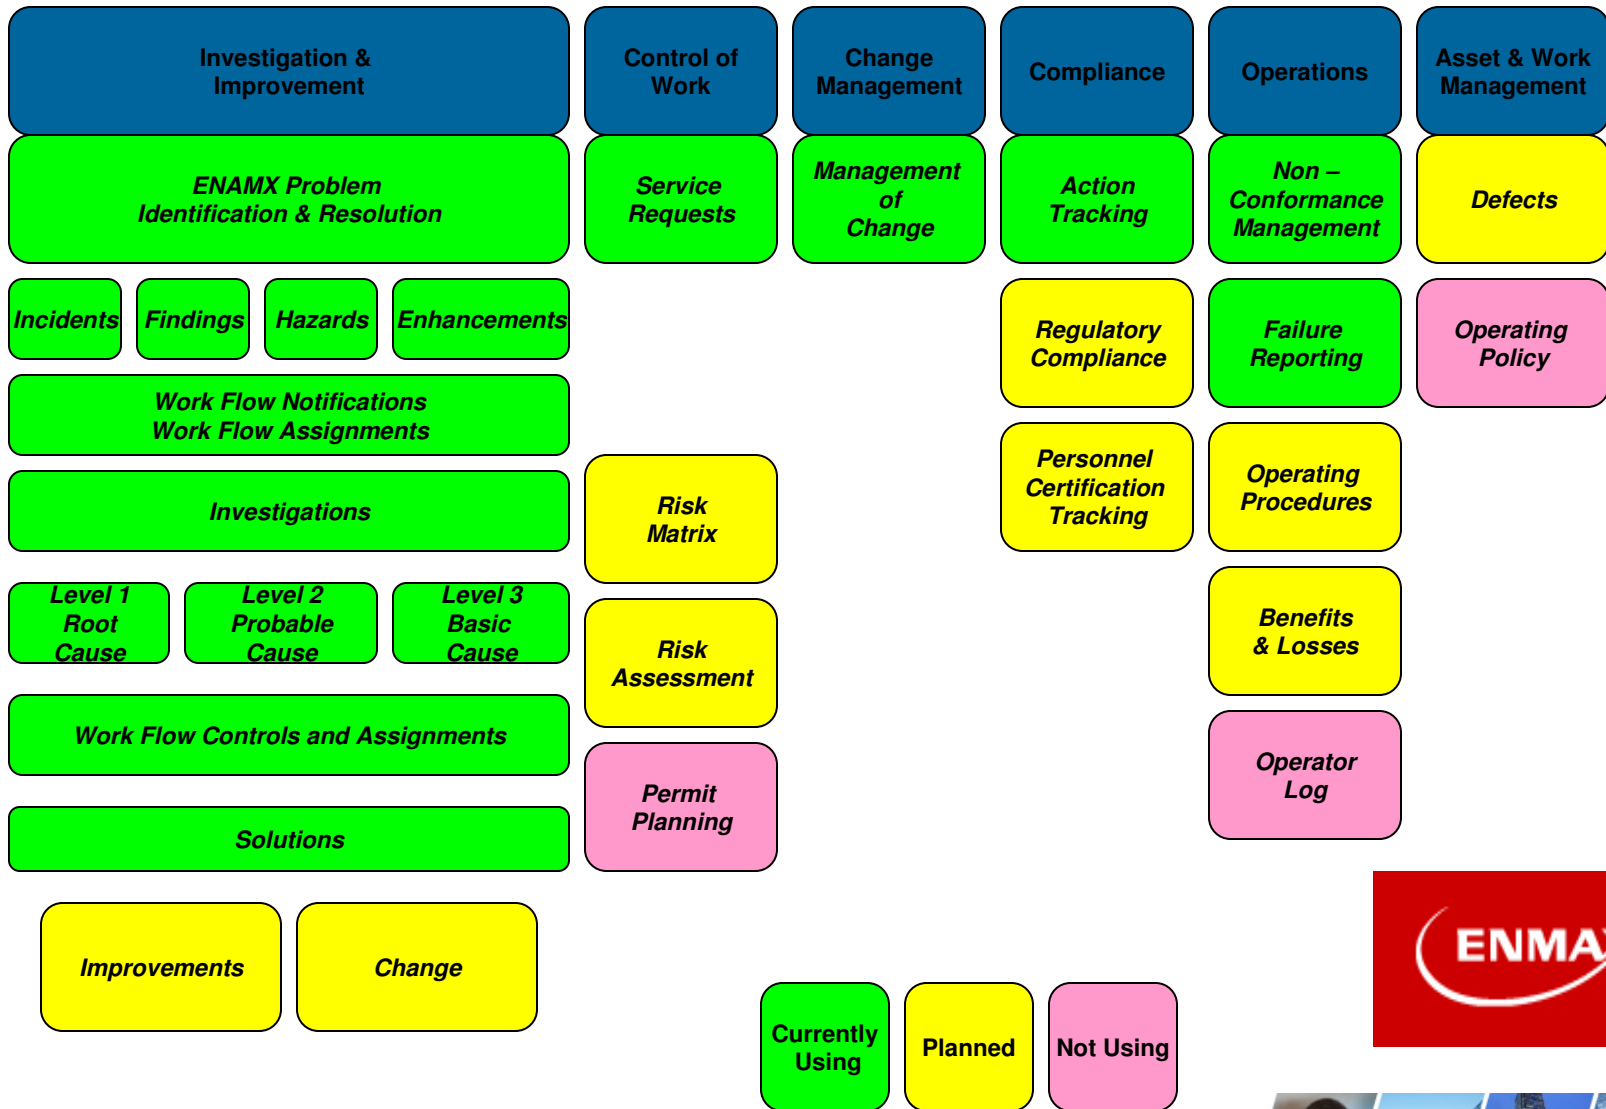 Investigation &
Improvement
Control of
Work
Change
Management
Compliance
Operations
Asset & Work
Management
ENAMX Problem
Identification & Resolution
Service
Requests
Management
of
Change
Action
Tracking
Non –
Conformance
Management
Defects
Incidents
Findings
Hazards
Enhancements
Regulatory
Compliance
Failure
Reporting
Operating
Policy
Work Flow Notifications
Work Flow Assignments
Personnel
Certification
Tracking
Operating
Procedures
Investigations
Risk
Matrix
Level 1
Root
Cause
Level 2
Probable
Cause
Level 3
Basic
Cause
Risk
Assessment
Benefits
& Losses
Work Flow Controls and Assignments
Permit
Planning
Operator
Log
Solutions
Improvements
Change
ENMA
Currently
Using
Planned
Not Using